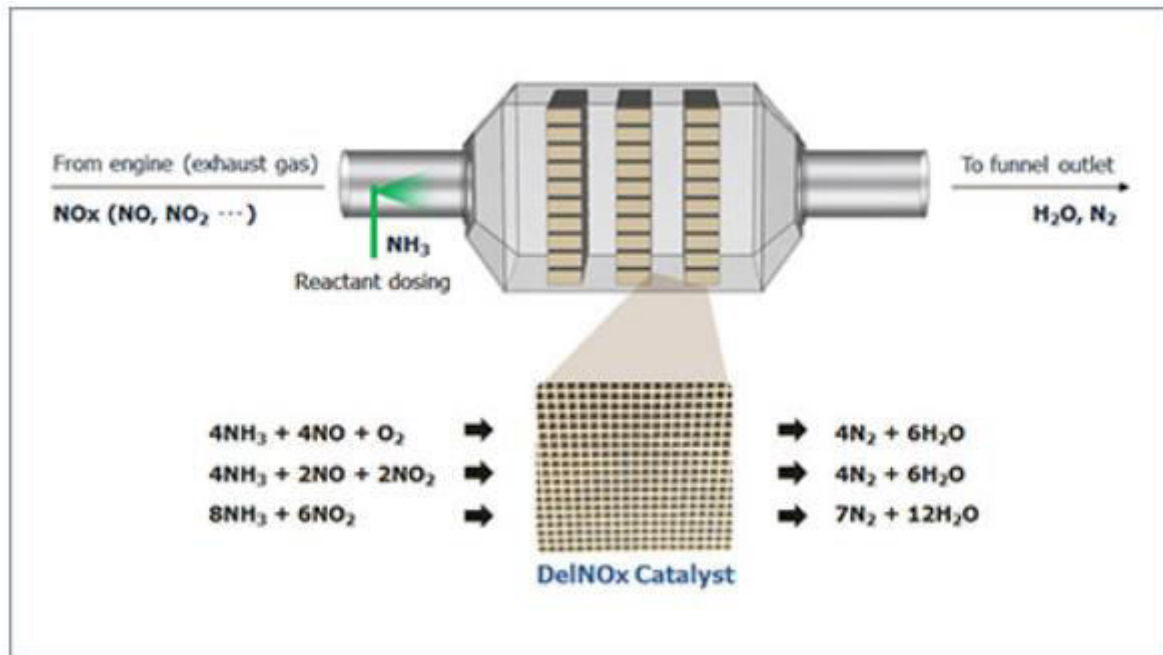 From engine (exhaust gas)
NOx (NO, NO₂ ···)
NH₃
Reactant dosing
To funnel outlet
H₂O, N₂
4NH₃ + 4NO + O₂ ➡ ➡ 4N₂ + 6H₂O
4NH₃ + 2NO + 2NO₂ ➡ ➡ 4N₂ + 6H₂O
8NH₃ + 6NO₂ ➡ ➡ 7N₂ + 12H₂O
DelNOx Catalyst